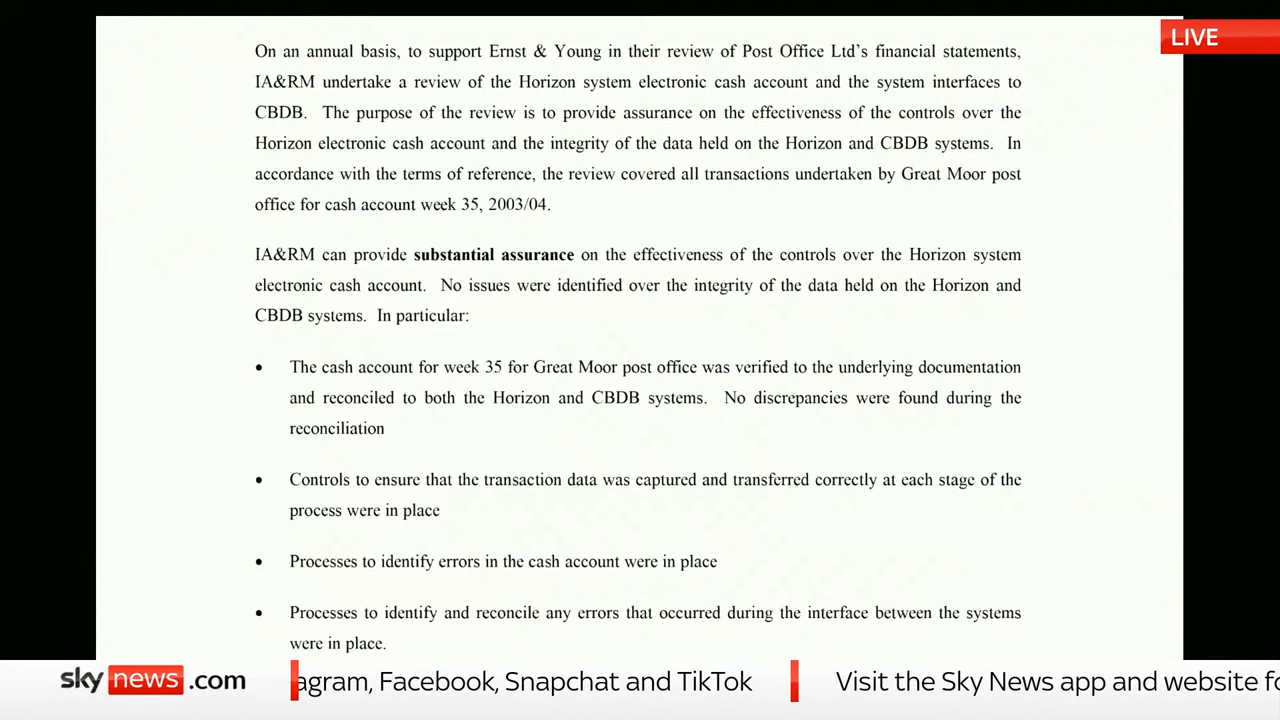 On an annual basis, to support Ernst & Young in their review of Post Office Ltd's financial statements,
IA&RM undertake a review of the Horizon system electronic cash account and the system interfaces to
CBDB. The purpose of the review is to provide assurance on the effectiveness of the controls over the
Horizon electronic cash account and the integrity of the data held on the Horizon and CBDB systems. In
accordance with the terms of reference, the review covered all transactions undertaken by Great Moor post
office for cash account week 35, 2003/04.
IA&RM can provide substantial assurance on the effectiveness of the controls over the Horizon system
electronic cash account. No issues were identified over the integrity of the data held on the Horizon and
CBDB systems. In particular:
• The cash account for week 35 for Great Moor post office was verified to the underlying documentation
and reconciled to both the Horizon and CBDB systems. No discrepancies were found during the
reconciliation
• Controls to ensure that the transaction data was captured and transferred correctly at each stage of the
process were in place
• Processes to identify errors in the cash account were in place
• Processes to identify and reconcile any errors that occurred during the interface between the systems
were in place.
LIVE
sky news .com
agram, Facebook, Snapchat and TikTok
Visit the Sky News app and website fo